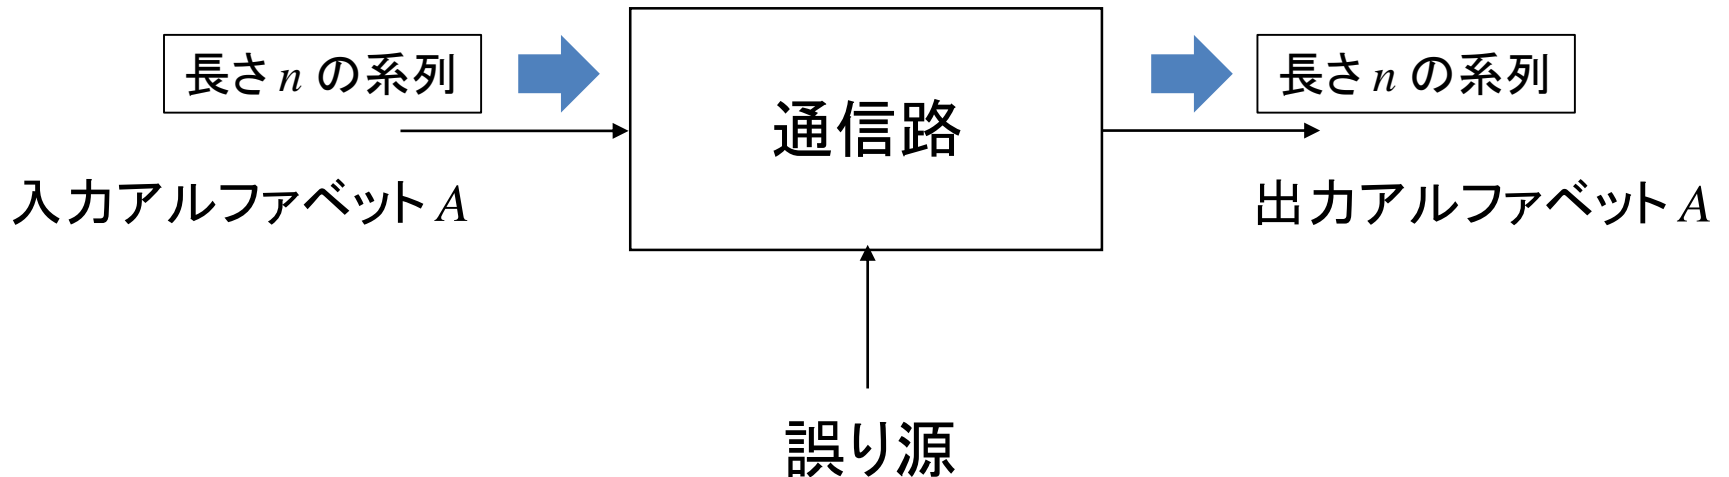 長さ n の系列
長さ n の系列
通信路
入力アルファベット A
出力アルファベット A
誤り源